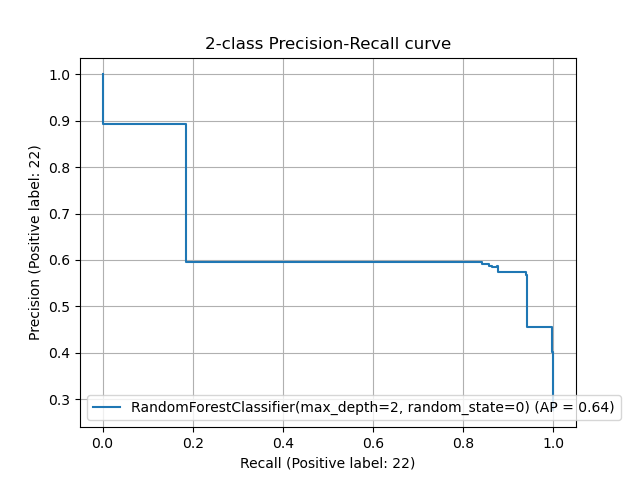 2-class Precision-Recall curve
1.0
0.9
0.8
0.7
0.6
0.5
0.4
0.3
Precision (Positive label: 22)
RandomForestClassifier(max_depth=2, random_state=0) (AP = 0.64)
0.0 0.2 0.4 0.6 0.8 1.0
Recall (Positive label: 22)